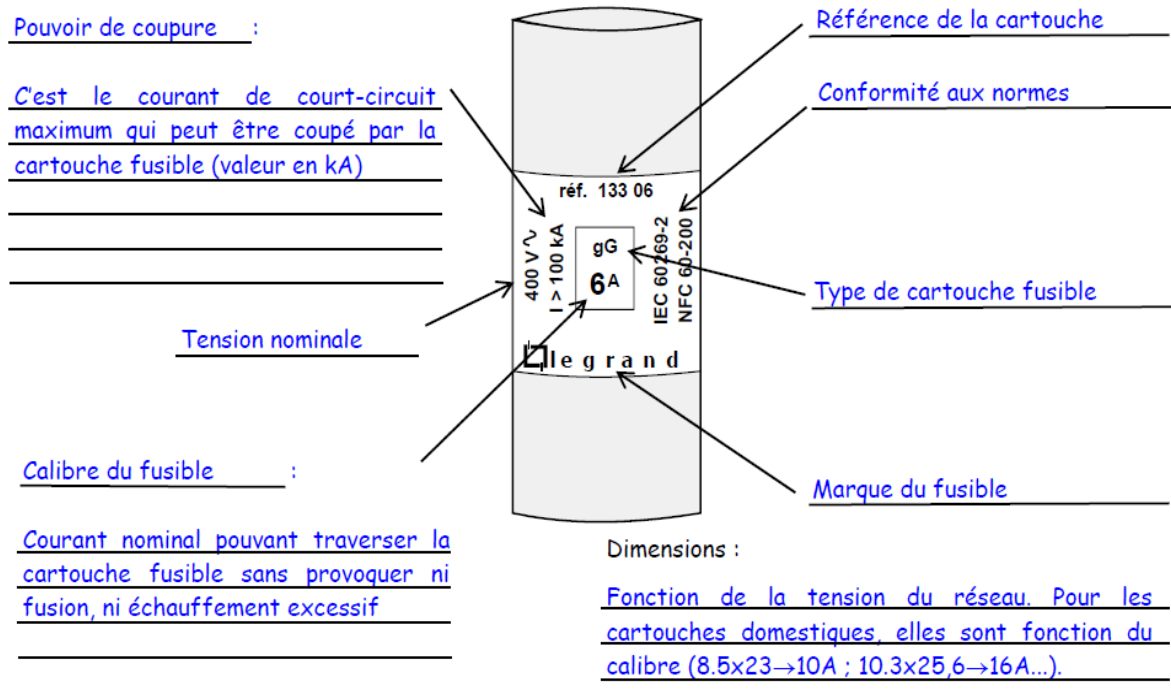 Pouvoir de coupure :
C'est le courant de court-circuit
maximum qui peut être coupé par la
cartouche fusible (valeur en kA)
Tension nominale
Calibre du fusible :
Courant nominal pouvant traverser la
cartouche fusible sans provoquer ni
fusion, ni échauffement excessif
réf. 133 06
400 V ~
I > 100 kA
gG
6A
IEC 60269-2
NFC 60-200
legrand
Référence de la cartouche
Conformité aux normes
Type de cartouche fusible
Marque du fusible
Dimensions :
Fonction de la tension du réseau. Pour les
cartouches domestiques, elles sont fonction du
calibre (8.5x23→10A ; 10.3x25,6→16A...).